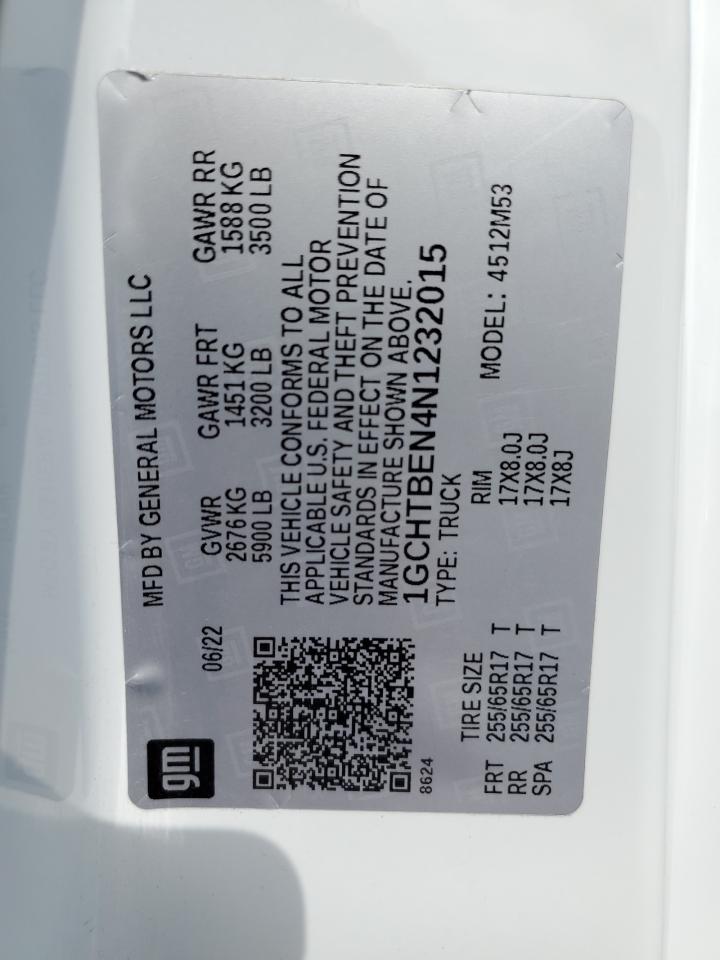 gm
MFD BY GENERAL MOTORS LLC
06/22
GVWR GAWR FRT GAWR RR
2676 KG 1451 KG 1588 KG
5900 LB 3200 LB 3500 LB
THIS VEHICLE CONFORMS TO ALL
APPLICABLE U.S. FEDERAL MOTOR
VEHICLE SAFETY AND THEFT PREVENTION
STANDARDS IN EFFECT ON THE DATE OF
MANUFACTURE SHOWN ABOVE.
1GCHTBEN4N1232015
8624
TYPE: TRUCK
MODEL: 4512M53
TIRE SIZE RIM
FRT 255/65R17 T 17X8.0J
RR 255/65R17 T 17X8.0J
SPA 255/65R17 T 17X8J